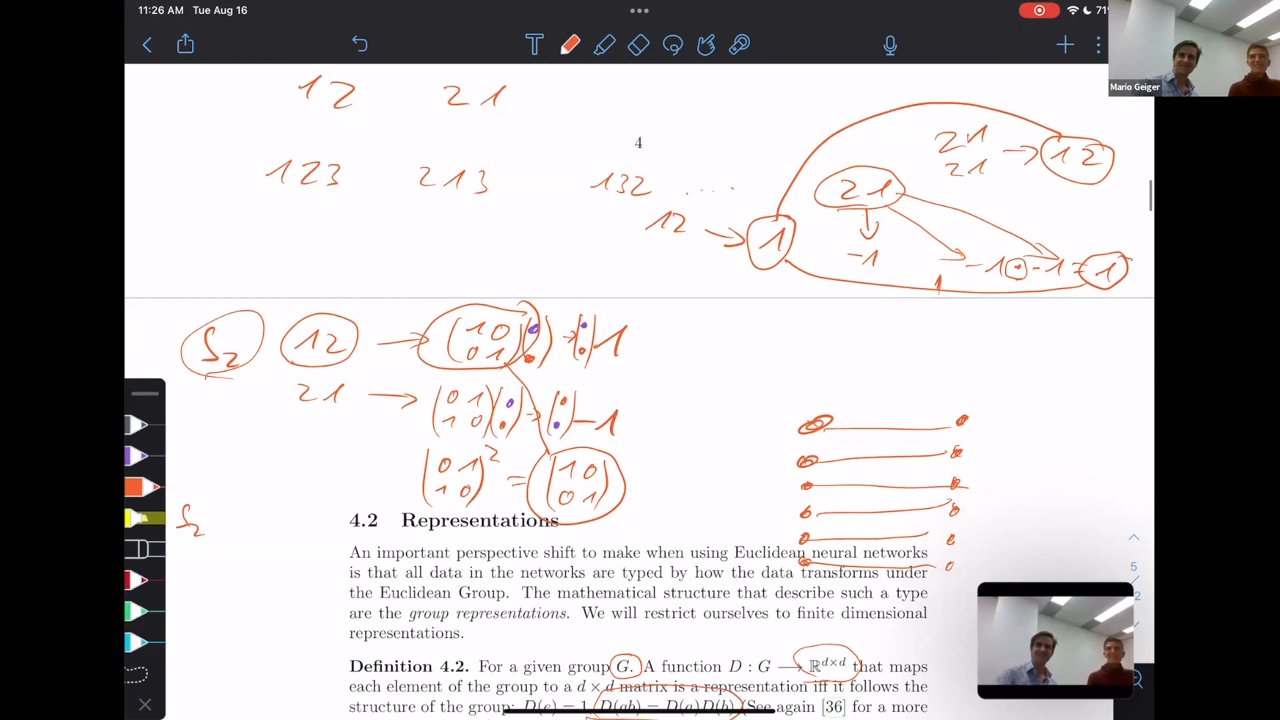 11:26 AM Tue Aug 16
71%
Mario Geiger
12 21
4
21
21 → 12
123 213 132 ....
21
12 → 1
-1
-1 · -1 = 1
S2 12 → (1 0 0 1) 1
21 → (0 1 1 0) -1
(0 1 1 0)² = (1 0 0 1)
S2
4.2 Representations
An important perspective shift to make when using Euclidean neural networks
is that all data in the networks are typed by how the data transforms under
the Euclidean Group. The mathematical structure that describe such a type
are the group representations. We will restrict ourselves to finite dimensional
representations.
5
2
Definition 4.2. For a given group G. A function D : G → ℝ^{d×d} that maps
each element of the group to a d × d matrix is a representation iff it follows the
structure of the group: D(e) = 1, D(ab) = D(a)D(b). (See again [36] for a more